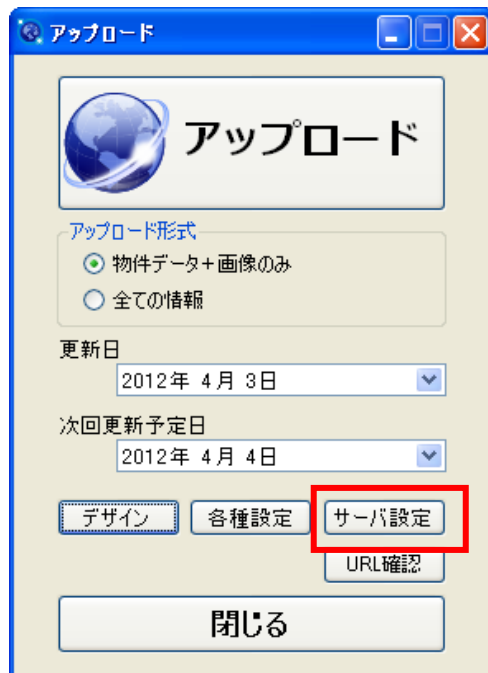 アップロード
アップロード
アップロード形式
物件データ+画像のみ
全ての情報
更新日
2012年 4月 3日
次回更新予定日
2012年 4月 4日
デザイン 各種設定 サーバ設定
URL確認
閉じる